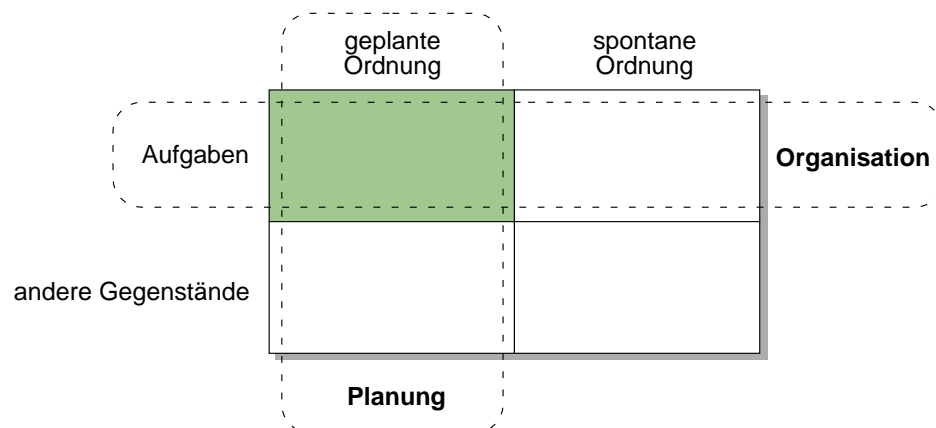 geplante
Ordnung
spontane
Ordnung
Aufgaben
Organisation
andere Gegenstände
Planung